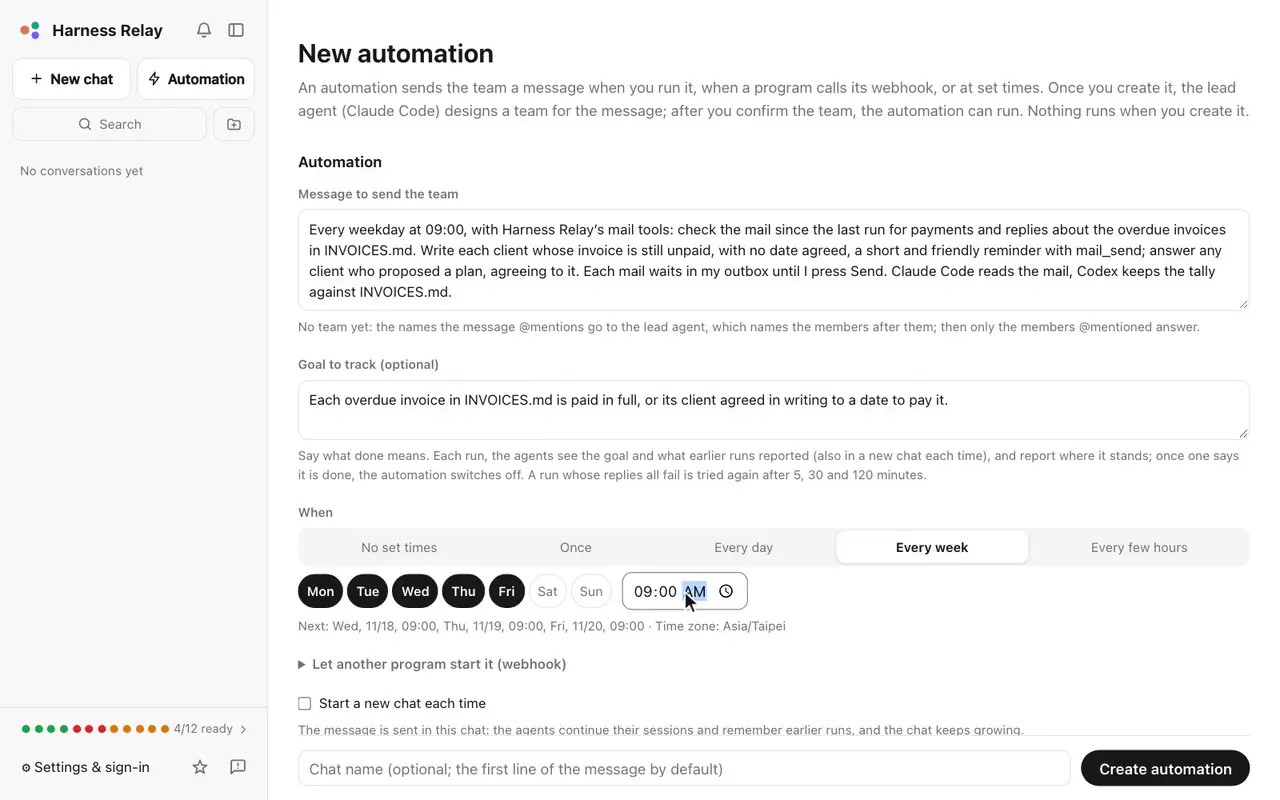 Harness Relay
New chat
Automation
Search
No conversations yet
4/12 ready
Settings & sign-in
New automation
An automation sends the team a message when you run it, when a program calls its webhook, or at set times. Once you create it, the lead
agent (Claude Code) designs a team for the message; after you confirm the team, the automation can run. Nothing runs when you create it.
Automation
Message to send the team
Every weekday at 09:00, with Harness Relay's mail tools: check the mail since the last run for payments and replies about the overdue invoices
in INVOICES.md. Write each client whose invoice is still unpaid, with no date agreed, a short and friendly reminder with mail_send; answer any
client who proposed a plan, agreeing to it. Each mail waits in my outbox until I press Send. Claude Code reads the mail, Codex keeps the tally
against INVOICES.md.
No team yet: the names the message @mentions go to the lead agent, which names the members after them; then only the members @mentioned answer.
Goal to track (optional)
Each overdue invoice in INVOICES.md is paid in full, or its client agreed in writing to a date to pay it.
Say what done means. Each run, the agents see the goal and what earlier runs reported (also in a new chat each time), and report where it stands; once one says
it is done, the automation switches off. A run whose replies all fail is tried again after 5, 30 and 120 minutes.
When
No set times Once Every day Every week Every few hours
Mon Tue Wed Thu Fri Sat Sun 09:00 AM
Next: Wed, 11/18, 09:00, Thu, 11/19, 09:00, Fri, 11/20, 09:00 · Time zone: Asia/Taipei
Let another program start it (webhook)
Start a new chat each time
The message is sent in this chat: the agents continue their sessions and remember earlier runs, and the chat keeps growing.
Chat name (optional; the first line of the message by default)
Create automation